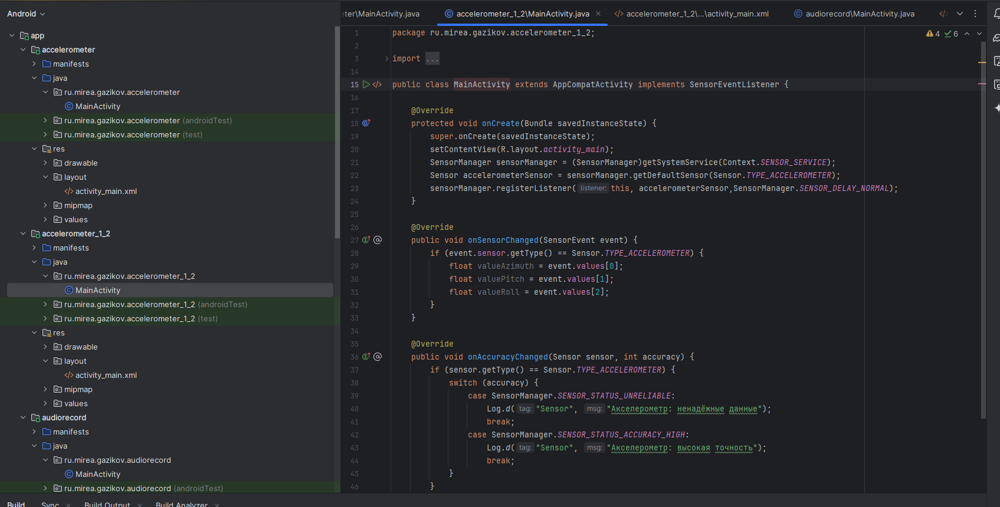 Android
app
accelerometer
manifests
java
ru.mirea.gazikov.accelerometer
MainActivity
ru.mirea.gazikov.accelerometer (androidTest)
ru.mirea.gazikov.accelerometer (test)
res
drawable
layout
activity_main.xml
mipmap
values
accelerometer_1_2
manifests
java
ru.mirea.gazikov.accelerometer_1_2
MainActivity
ru.mirea.gazikov.accelerometer_1_2 (androidTest)
ru.mirea.gazikov.accelerometer_1_2 (test)
res
drawable
layout
activity_main.xml
mipmap
values
audiorecord
manifests
java
ru.mirea.gazikov.audiorecord
MainActivity
ru.mirea.gazikov.audiorecord (androidTest)
ter\MainActivity.java accelerometer_1_2\MainActivity.java accelerometer_1_2\...\activity_main.xml audiorecord\MainActivity.java
4 6
1 package ru.mirea.gazikov.accelerometer_1_2;
2
3 import ...
14
15 public class MainActivity extends AppCompatActivity implements SensorEventListener {
16
17 @Override
18 protected void onCreate(Bundle savedInstanceState) {
19 super.onCreate(savedInstanceState);
20 setContentView(R.layout.activity_main);
21 SensorManager sensorManager = (SensorManager)getSystemService(Context.SENSOR_SERVICE);
22 Sensor accelerometerSensor = sensorManager.getDefaultSensor(Sensor.TYPE_ACCELEROMETER);
23 sensorManager.registerListener( listener: this, accelerometerSensor,SensorManager.SENSOR_DELAY_NORMAL);
24 }
25
26 @Override
27 public void onSensorChanged(SensorEvent event) {
28 if (event.sensor.getType() == Sensor.TYPE_ACCELEROMETER) {
29 float valueAzimuth = event.values[0];
30 float valuePitch = event.values[1];
31 float valueRoll = event.values[2];
32 }
33 }
34
35 @Override
36 public void onAccuracyChanged(Sensor sensor, int accuracy) {
37 if (sensor.getType() == Sensor.TYPE_ACCELEROMETER) {
38 switch (accuracy) {
39 case SensorManager.SENSOR_STATUS_UNRELIABLE:
40 Log.d( tag: "Sensor", msg: "Акселерометр: ненадёжные данные");
41 break;
42 case SensorManager.SENSOR_STATUS_ACCURACY_HIGH:
43 Log.d( tag: "Sensor", msg: "Акселерометр: высокая точность");
44 break;
45 }
46 }
Build Sync Build Output Build Analyzer